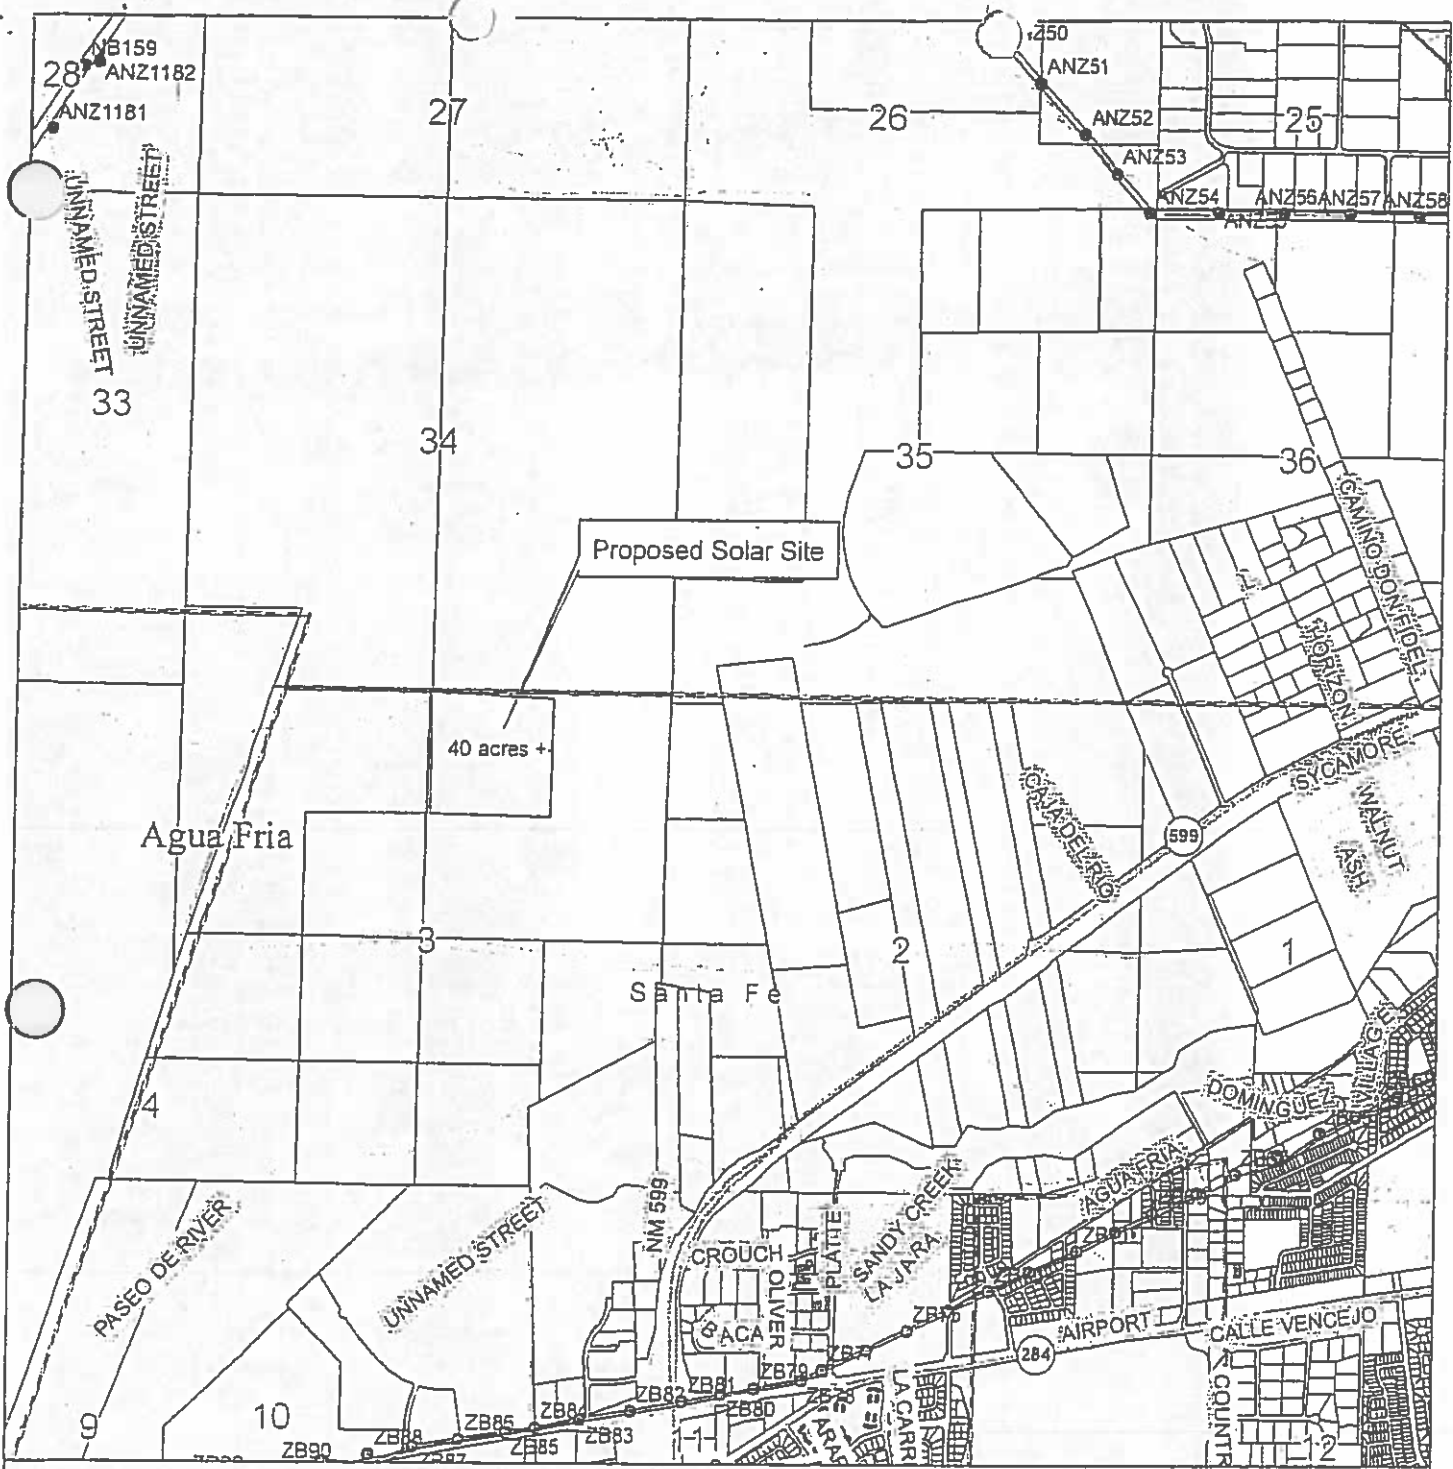 Z50
NB159
28
ANZ1182
ANZ51
ANZ1181
27
26
ANZ52
25
ANZ53
UNNAMED STREET
UNNAMED STREET
ANZ54
ANZ57
ANZ58
33
34
35
36
CAMINO DON FIDEL
Proposed Solar Site
HORIZON
40 acres +-
SYCAMORE
WALNUT
ASH
CAJA DEL RIO
599
Agua Fria
3
2
1
Santa Fe
4
VILLAGE
DOMINGUEZ
AGUA FRIA
PASEO DE RIVER
UNNAMED STREET
NM 599
CROUCH
OLIVER
PLATTE
SANDY CREEK
LA JARA
BACA
AIRPORT
CALLE VENCEJO
284
ZB77
ZB79
ZB78
ZB81
ZB80
ZB82
ZB84
ZB83
ZB85
ZB85
ZB88
ZB87
ZB90
9
10
11
12